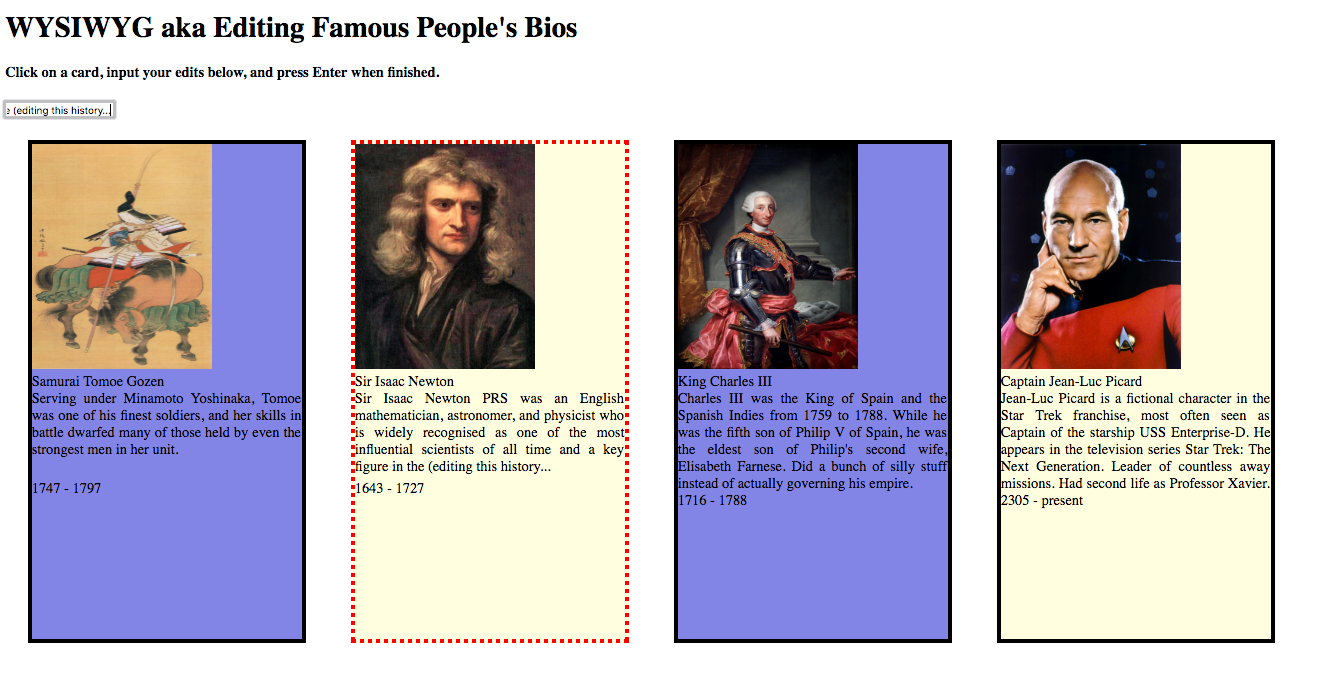 WYSIWYG aka Editing Famous People's Bios
Click on a card, input your edits below, and press Enter when finished.
e (editing this history...
Samurai Tomoe Gozen
Serving under Minamoto Yoshinaka, Tomoe
was one of his finest soldiers, and her skills in
battle dwarfed many of those held by even the
strongest men in her unit.
1747 - 1797
Sir Isaac Newton
Sir Isaac Newton PRS was an English
mathematician, astronomer, and physicist who
is widely recognised as one of the most
influential scientists of all time and a key
figure in the (editing this history...
1643 - 1727
King Charles III
Charles III was the King of Spain and the
Spanish Indies from 1759 to 1788. While he
was the fifth son of Philip V of Spain, he was
the eldest son of Philip's second wife,
Elisabeth Farnese. Did a bunch of silly stuff
instead of actually governing his empire.
1716 - 1788
Captain Jean-Luc Picard
Jean-Luc Picard is a fictional character in the
Star Trek franchise, most often seen as
Captain of the starship USS Enterprise-D. He
appears in the television series Star Trek: The
Next Generation. Leader of countless away
missions. Had second life as Professor Xavier.
2305 - present